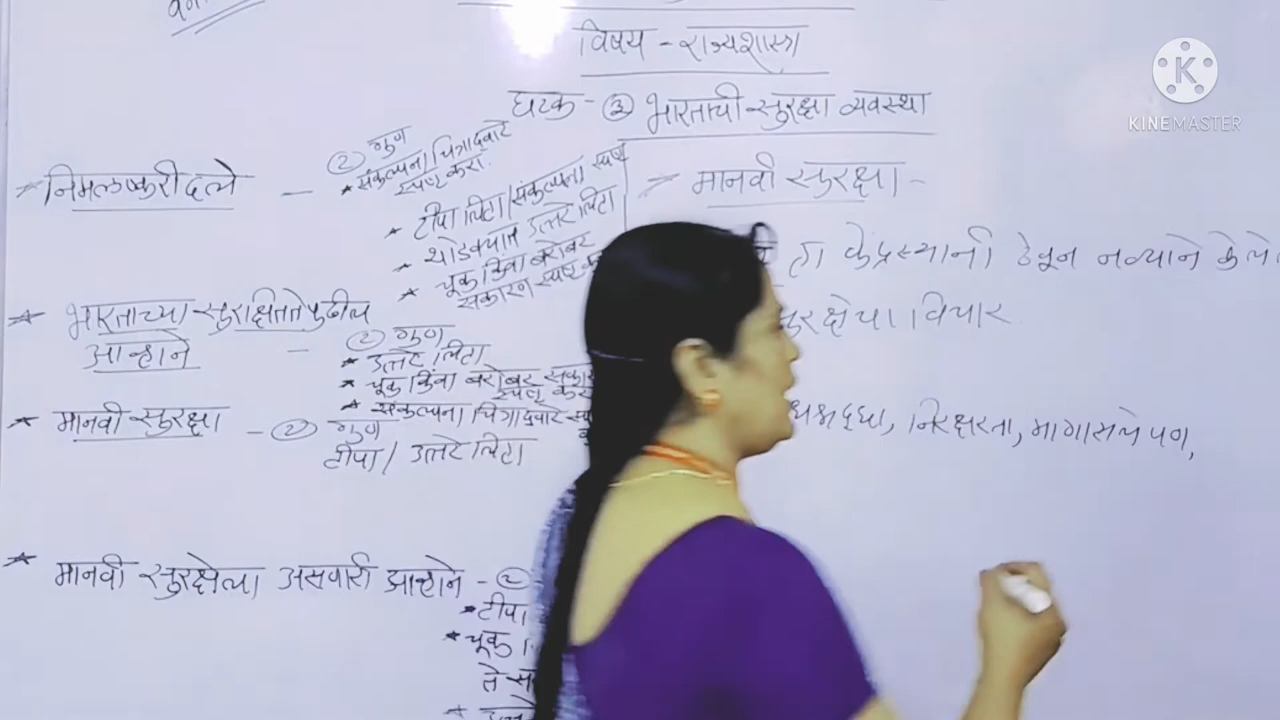 विषय - राज्यशास्त्र
घटक - ③ भारताची सुरक्षा व्यवस्था
* निमलष्करी दले -
② गुण
* संकल्पना चित्राद्वारे
स्पष्ट करा.
* टीपा लिहा/संकल्पना स्पष्ट
* थोडक्यात उत्तरे लिहा
* चूक किंवा बरोबर
सकारण स्पष्ट
* भारताच्या सुरक्षिततेपुढील
आव्हाने -
② गुण
* उत्तरे लिहा
* चूक किंवा बरोबर सका
स्पष्ट करा
* संकल्पना चित्राद्वारे
* मानवी सुरक्षा - ② गुण
टीपा / उत्तरे लिहा
* मानवी सुरक्षेला असणारी आव्हाने - ②
* टीपा
* चूक
ते
* मानवी सुरक्षा -
हा केंद्रस्थानी ठेवून नव्याने केले
सुरक्षेचा विचार
निरक्षरता, मागासलेपण,
KINEMASTER